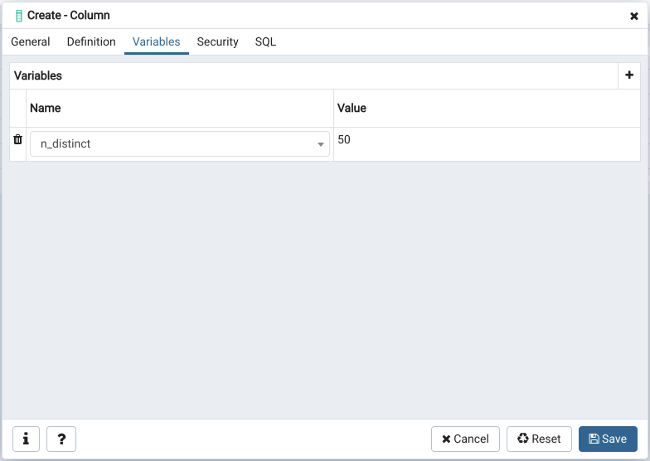 Create - Column
General Definition Variables Security SQL
Variables
Name Value
n_distinct 50
Cancel Reset Save